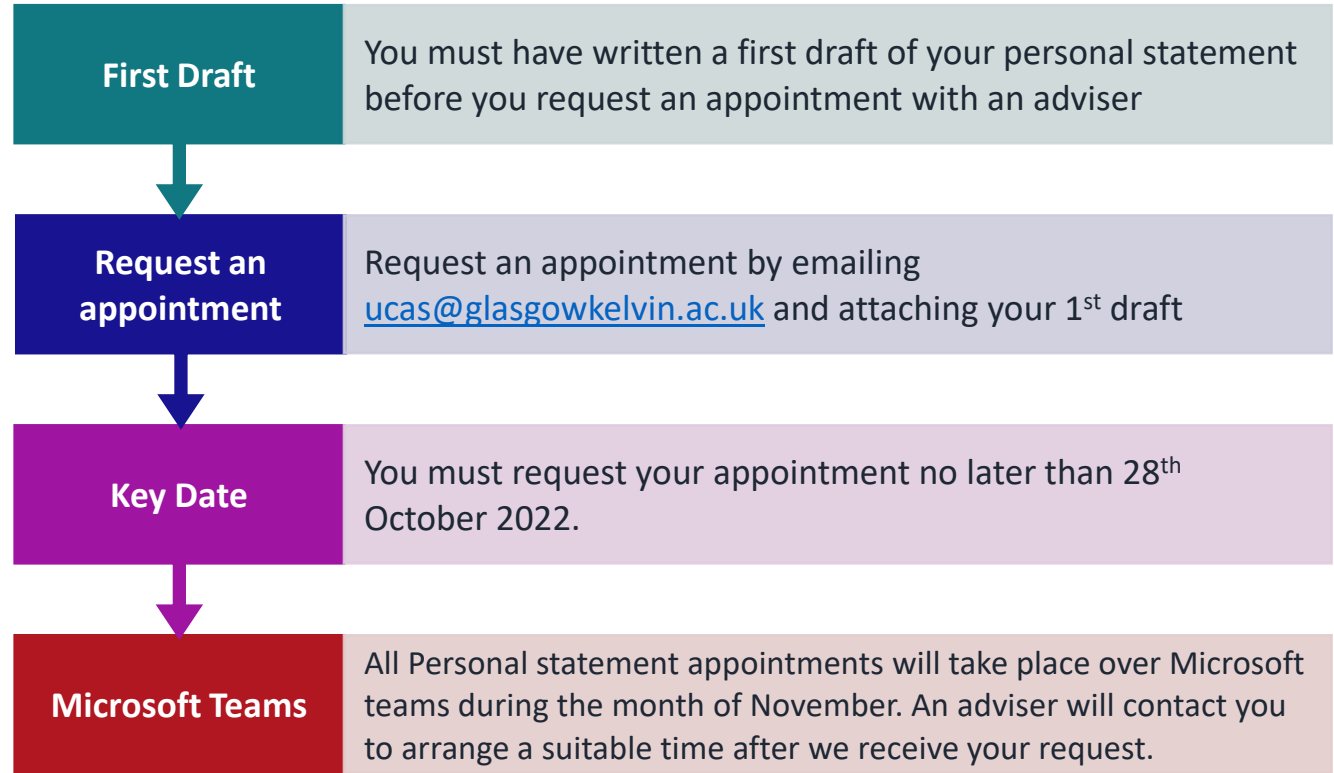 First Draft
You must have written a first draft of your personal statement
before you request an appointment with an adviser
Request an
appointment
Request an appointment by emailing
ucas@glasgowkelvin.ac.uk and attaching your 1st draft
Key Date
You must request your appointment no later than 28th
October 2022.
Microsoft Teams
All Personal statement appointments will take place over Microsoft
teams during the month of November. An adviser will contact you
to arrange a suitable time after we receive your request.